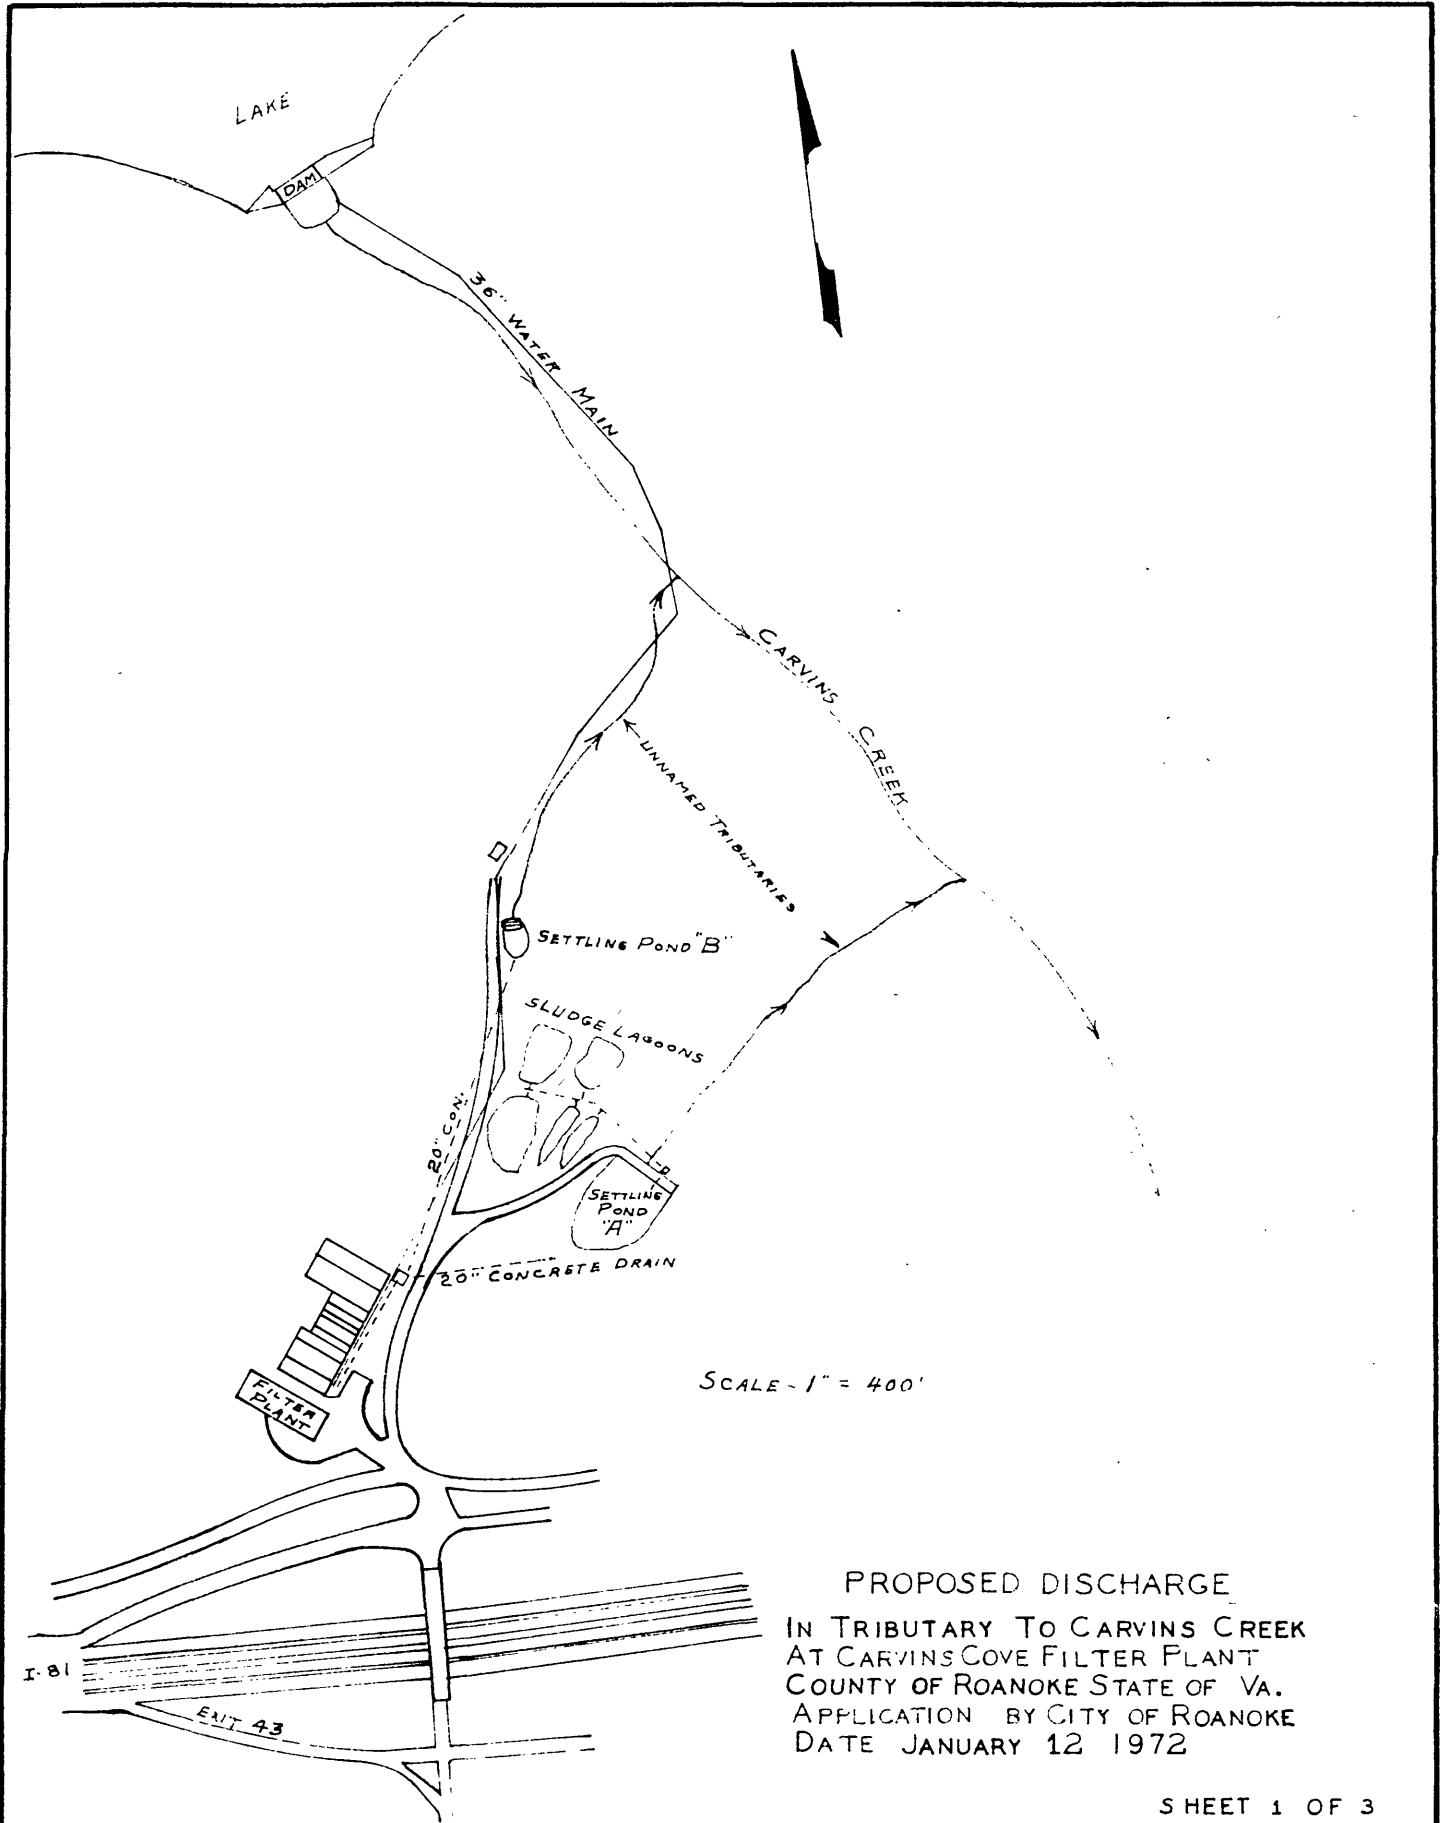 LAKE
DAM
36" WATER MAIN
CARVINS CREEK
UNNAMED TRIBUTARIES
SETTLING POND "B"
SLUDGE LAGOONS
20" CON.
SETTLING
POND
"A"
20" CONCRETE DRAIN
SCALE - 1" = 400'
FILTER
PLANT
I-81
EXIT 43
PROPOSED DISCHARGE
IN TRIBUTARY TO CARVINS CREEK
AT CARVINS COVE FILTER PLANT
COUNTY OF ROANOKE STATE OF VA.
APPLICATION BY CITY OF ROANOKE
DATE JANUARY 12 1972
SHEET 1 OF 3